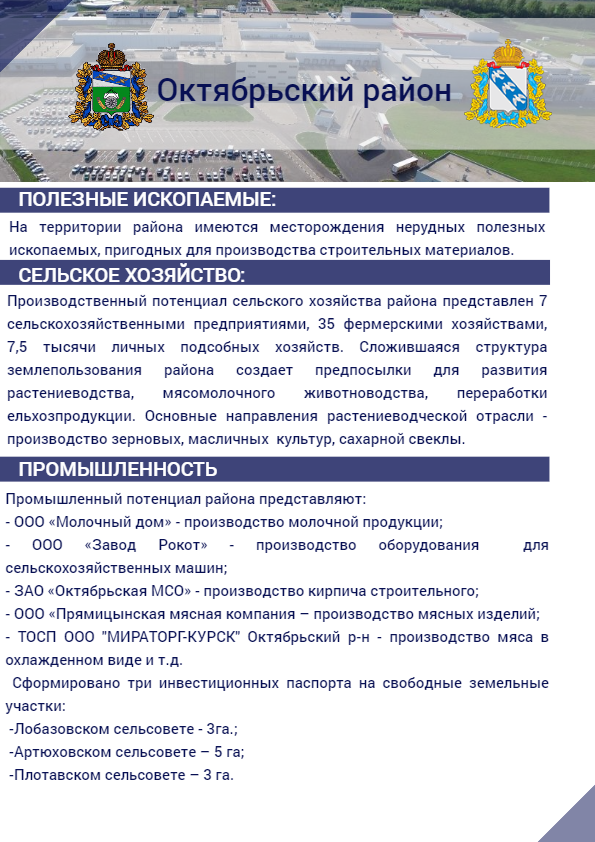 Октябрьский район
ПОЛЕЗНЫЕ ИСКОПАЕМЫЕ:
На территории района имеются месторождения нерудных полезных
ископаемых, пригодных для производства строительных материалов.
СЕЛЬСКОЕ ХОЗЯЙСТВО:
Производственный потенциал сельского хозяйства района представлен 7
сельскохозяйственными предприятиями, 35 фермерскими хозяйствами,
7,5 тысячи личных подсобных хозяйств. Сложившаяся структура
землепользования района создает предпосылки для развития
растениеводства, мясомолочного животноводства, переработки
ельхозпродукции. Основные направления растениеводческой отрасли -
производство зерновых, масличных культур, сахарной свеклы.
ПРОМЫШЛЕННОСТЬ
Промышленный потенциал района представляют:
- ООО «Молочный дом» - производство молочной продукции;
- ООО «Завод Рокот» - производство оборудования для
сельскохозяйственных машин;
- ЗАО «Октябрьская МСО» - производство кирпича строительного;
- ООО «Прямицынская мясная компания – производство мясных изделий;
- ТОСП ООО "МИРАТОРГ-КУРСК" Октябрьский р-н - производство мяса в
охлажденном виде и т.д.
Сформировано три инвестиционных паспорта на свободные земельные
участки:
-Лобазовском сельсовете - 3га.;
-Артюховском сельсовете – 5 га;
-Плотавском сельсовете – 3 га.